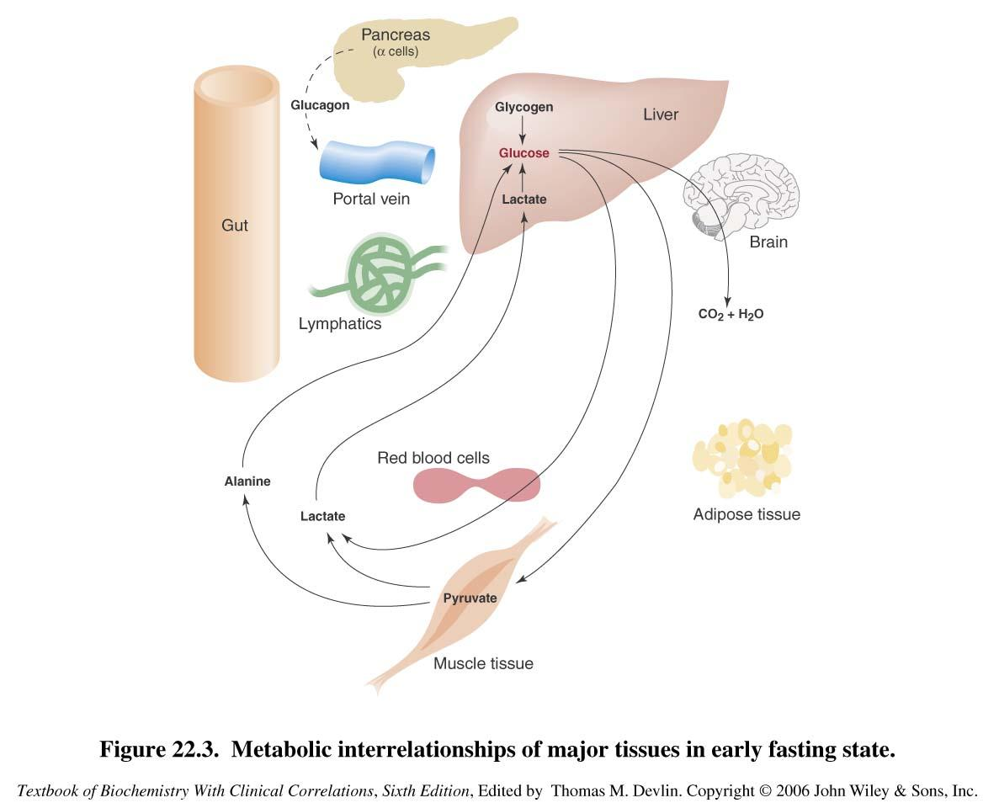 Pancreas
(α cells)
Glucagon
Glycogen
Liver
Glucose
Portal vein
Lactate
Gut
Brain
Lymphatics
CO₂ + H₂O
Red blood cells
Alanine
Lactate
Adipose tissue
Pyruvate
Muscle tissue
Figure 22.3. Metabolic interrelationships of major tissues in early fasting state.
Textbook of Biochemistry With Clinical Correlations, Sixth Edition, Edited by Thomas M. Devlin. Copyright © 2006 John Wiley & Sons, Inc.